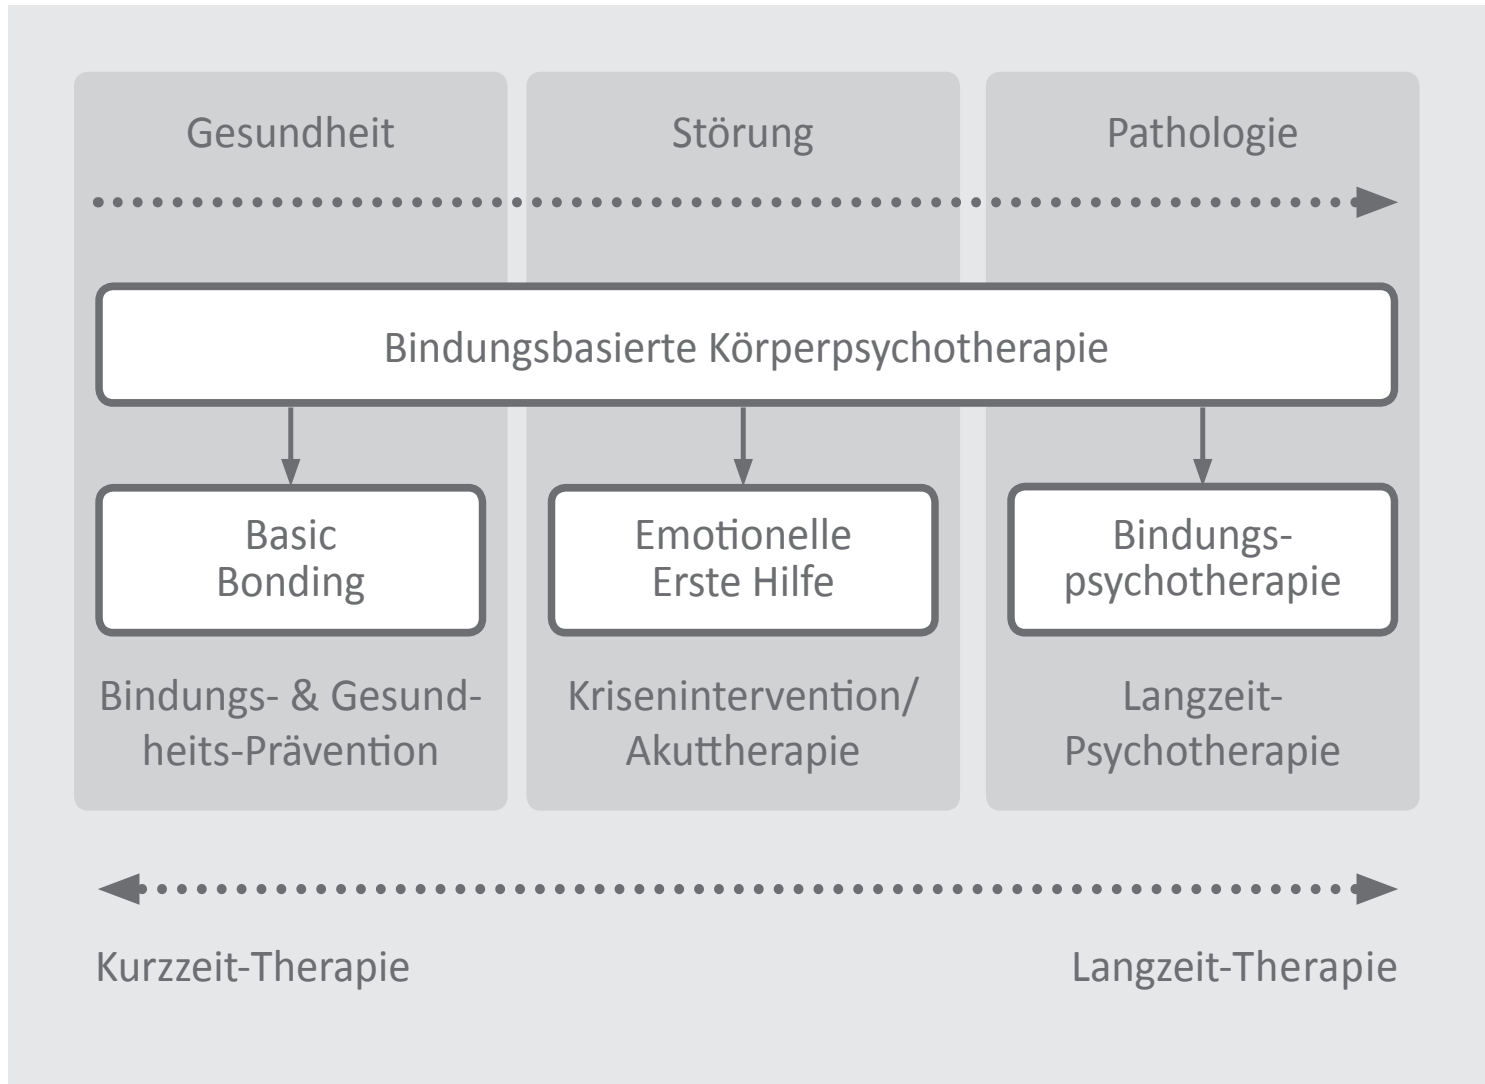 Gesundheit
Störung
Pathologie
Bindungsbasierte Körperpsychotherapie
Basic
Bonding
Emotionelle
Erste Hilfe
Bindungs-
psychotherapie
Bindungs- & Gesund-
heits-Prävention
Krisenintervention/
Akuttherapie
Langzeit-
Psychotherapie
Kurzzeit-Therapie
Langzeit-Therapie